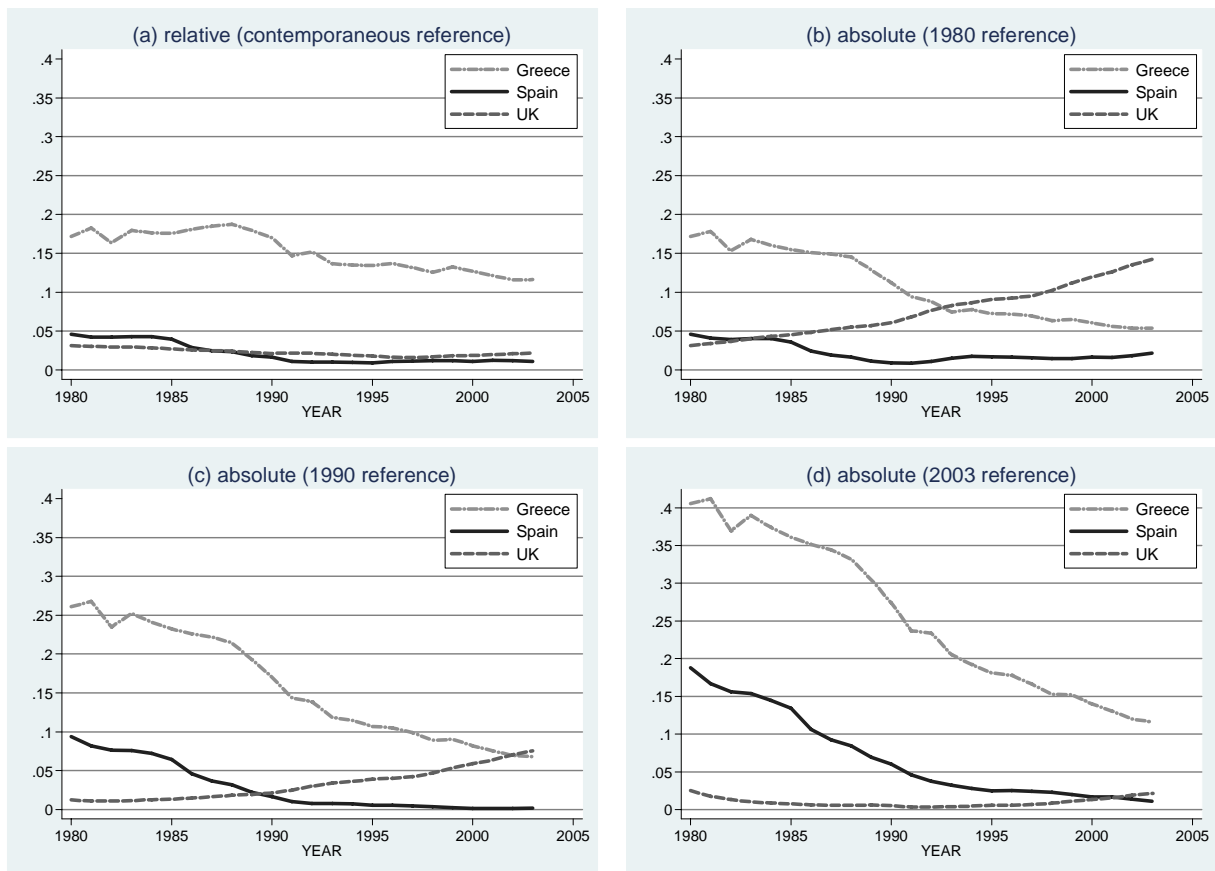 (a) relative (contemporaneous reference)
.4
.35
.3
.25
.2
.15
.1
.05
0
Greece
Spain
UK
1980 1985 1990 1995 2000 2005
YEAR
(b) absolute (1980 reference)
.4
.35
.3
.25
.2
.15
.1
.05
0
Greece
Spain
UK
1980 1985 1990 1995 2000 2005
YEAR
(c) absolute (1990 reference)
.4
.35
.3
.25
.2
.15
.1
.05
0
Greece
Spain
UK
1980 1985 1990 1995 2000 2005
YEAR
(d) absolute (2003 reference)
.4
.35
.3
.25
.2
.15
.1
.05
0
Greece
Spain
UK
1980 1985 1990 1995 2000 2005
YEAR